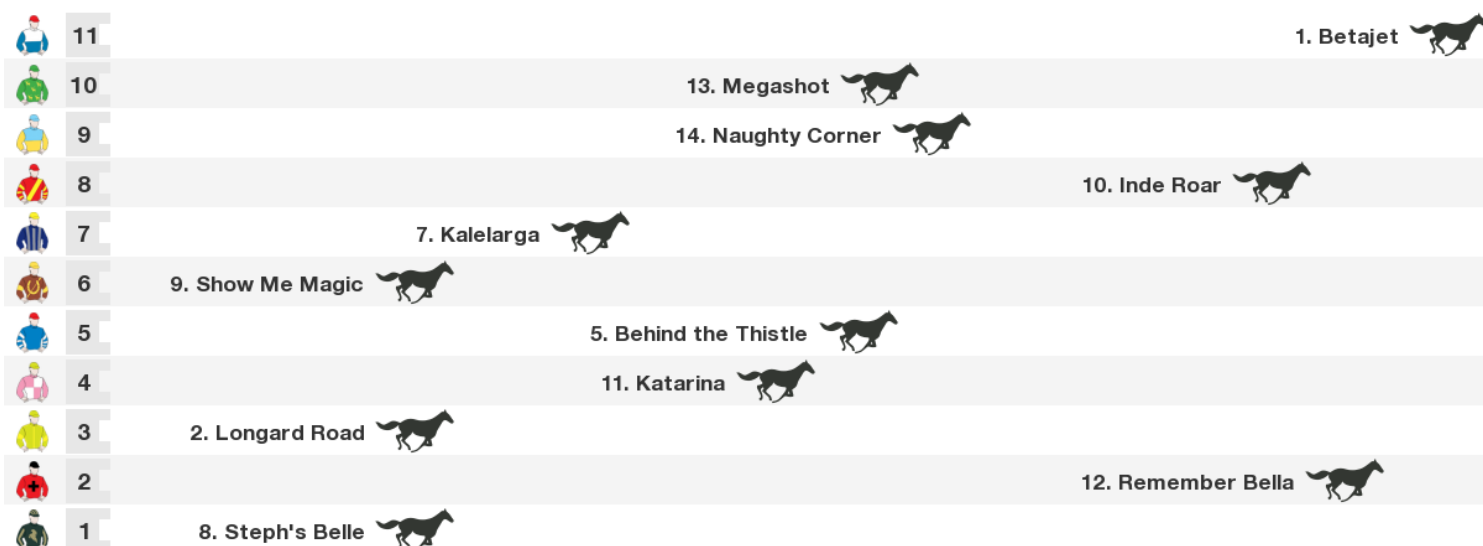 11 1. Betajet
10 13. Megashot
9 14. Naughty Corner
8 10. Inde Roar
7 7. Kalelarga
6 9. Show Me Magic
5 5. Behind the Thistle
4 11. Katarina
3 2. Longard Road
2 12. Remember Bella
1 8. Steph's Belle